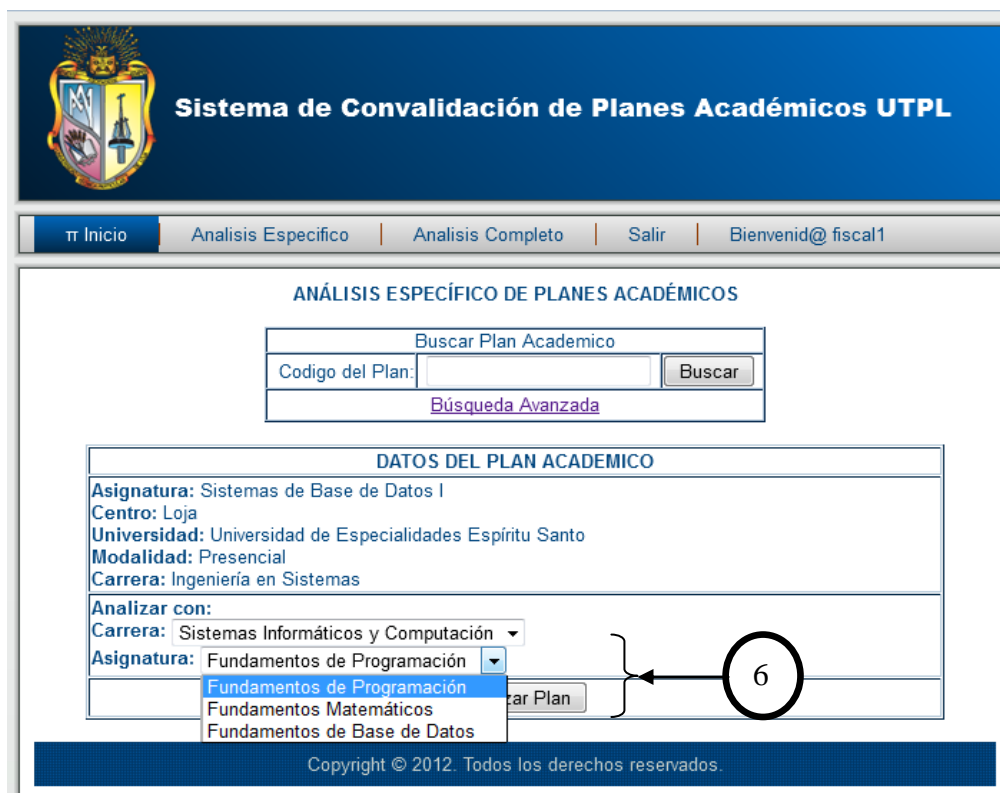 Sistema de Convalidación de Planes Académicos UTPL
π Inicio | Analisis Especifico | Analisis Completo | Salir | Bienvenid@ fiscal1
ANÁLISIS ESPECÍFICO DE PLANES ACADÉMICOS
Buscar Plan Academico
Codigo del Plan: Buscar
Búsqueda Avanzada
DATOS DEL PLAN ACADEMICO
Asignatura: Sistemas de Base de Datos I
Centro: Loja
Universidad: Universidad de Especialidades Espíritu Santo
Modalidad: Presencial
Carrera: Ingeniería en Sistemas
Analizar con:
Carrera: Sistemas Informáticos y Computación
Asignatura: Fundamentos de Programación
6
Fundamentos de Programación
zar Plan
Fundamentos Matemáticos
Fundamentos de Base de Datos
Copyright © 2012. Todos los derechos reservados.